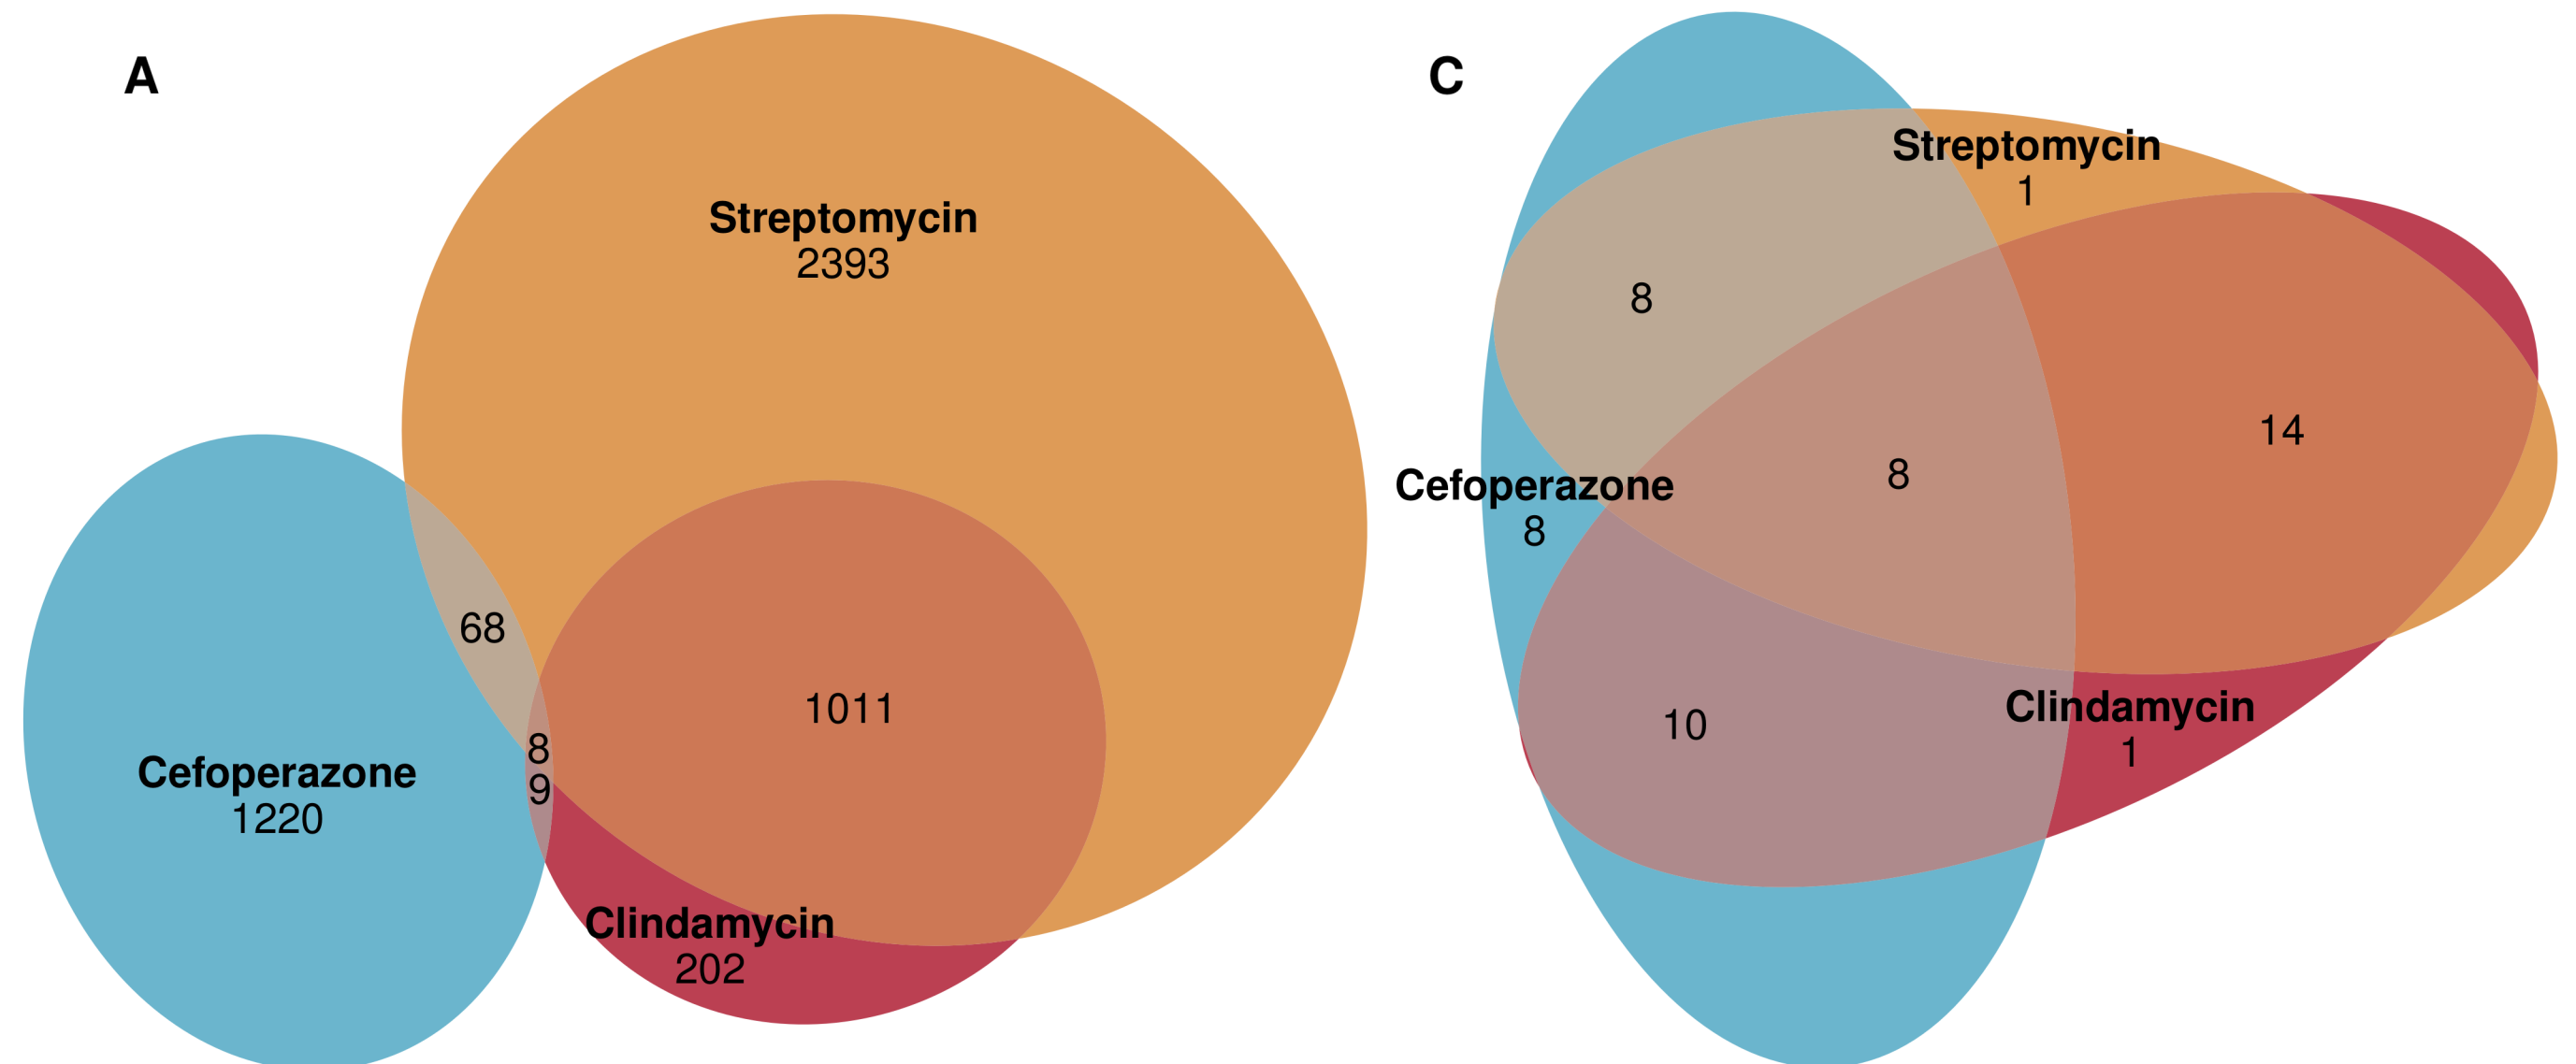 A
Streptomycin
2393
68
1011
8
9
Cefoperazone
1220
Clindamycin
202
C
Streptomycin
1
8
14
8
Cefoperazone
8
10
Clindamycin
1